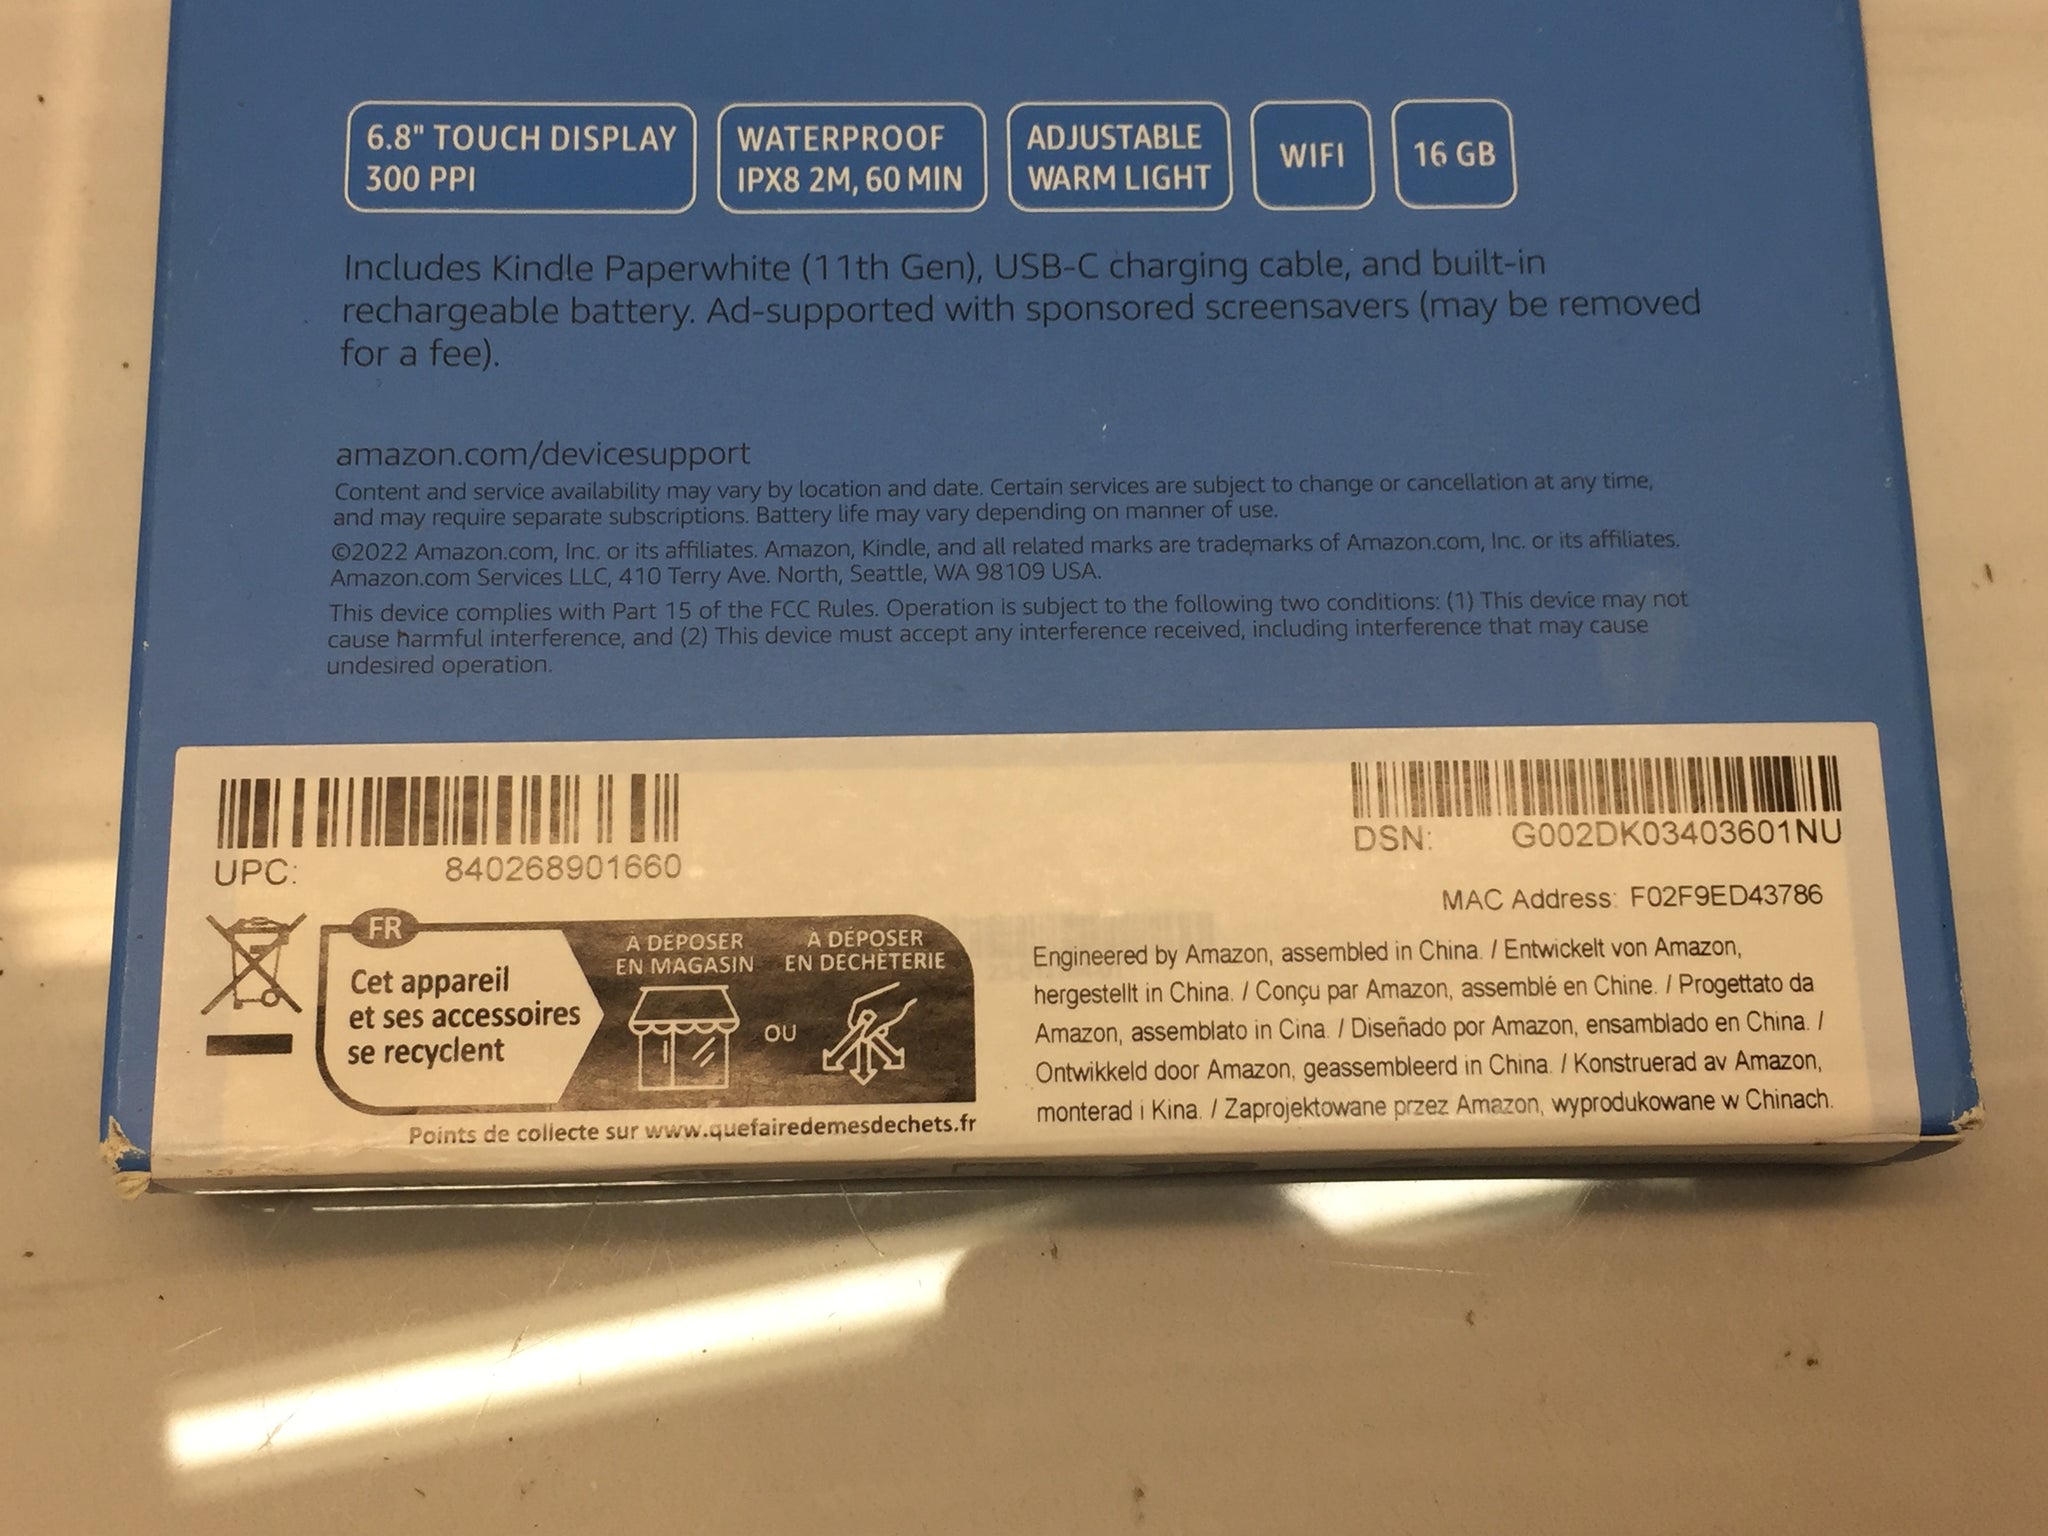 6.8" TOUCH DISPLAY
300 PPI
WATERPROOF
IPX8 2M, 60 MIN
ADJUSTABLE
WARM LIGHT
WIFI
16 GB
Includes Kindle Paperwhite (11th Gen), USB-C charging cable, and built-in
rechargeable battery. Ad-supported with sponsored screensavers (may be removed
for a fee).
amazon.com/devicesupport
Content and service availability may vary by location and date. Certain services are subject to change or cancellation at any time,
and may require separate subscriptions. Battery life may vary depending on manner of use.
©2022 Amazon.com, Inc. or its affiliates. Amazon, Kindle, and all related marks are trademarks of Amazon.com, Inc. or its affiliates.
Amazon.com Services LLC, 410 Terry Ave. North, Seattle, WA 98109 USA.
This device complies with Part 15 of the FCC Rules. Operation is subject to the following two conditions: (1) This device may not
cause harmful interference, and (2) This device must accept any interference received, including interference that may cause
undesired operation.
UPC: 840268901660
DSN: G002DK03403601NU
MAC Address: F02F9ED43786
FR
Cet appareil
et ses accessoires
se recyclent
À DÉPOSER
EN MAGASIN
OU
À DÉPOSER
EN DÉCHÈTERIE
Points de collecte sur www.quefairedemesdechets.fr
Engineered by Amazon, assembled in China. / Entwickelt von Amazon,
hergestellt in China. / Conçu par Amazon, assemblé en Chine. / Progettato da
Amazon, assemblato in Cina. / Diseñado por Amazon, ensamblado en China. /
Ontwikkeld door Amazon, geassembleerd in China. / Konstruerad av Amazon,
monterad i Kina. / Zaprojektowane przez Amazon, wyprodukowane w Chinach.